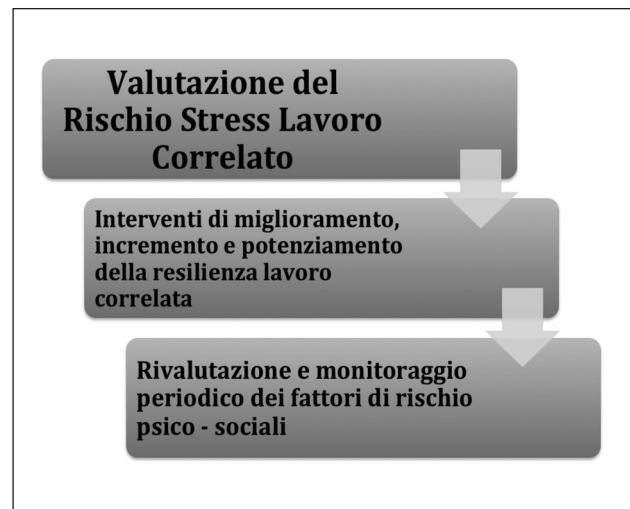 Valutazione del
Rischio Stress Lavoro
Correlato
Interventi di miglioramento,
incremento e potenziamento
della resilienza lavoro
correlata
Rivalutazione e monitoraggio
periodico dei fattori di rischio
psico - sociali